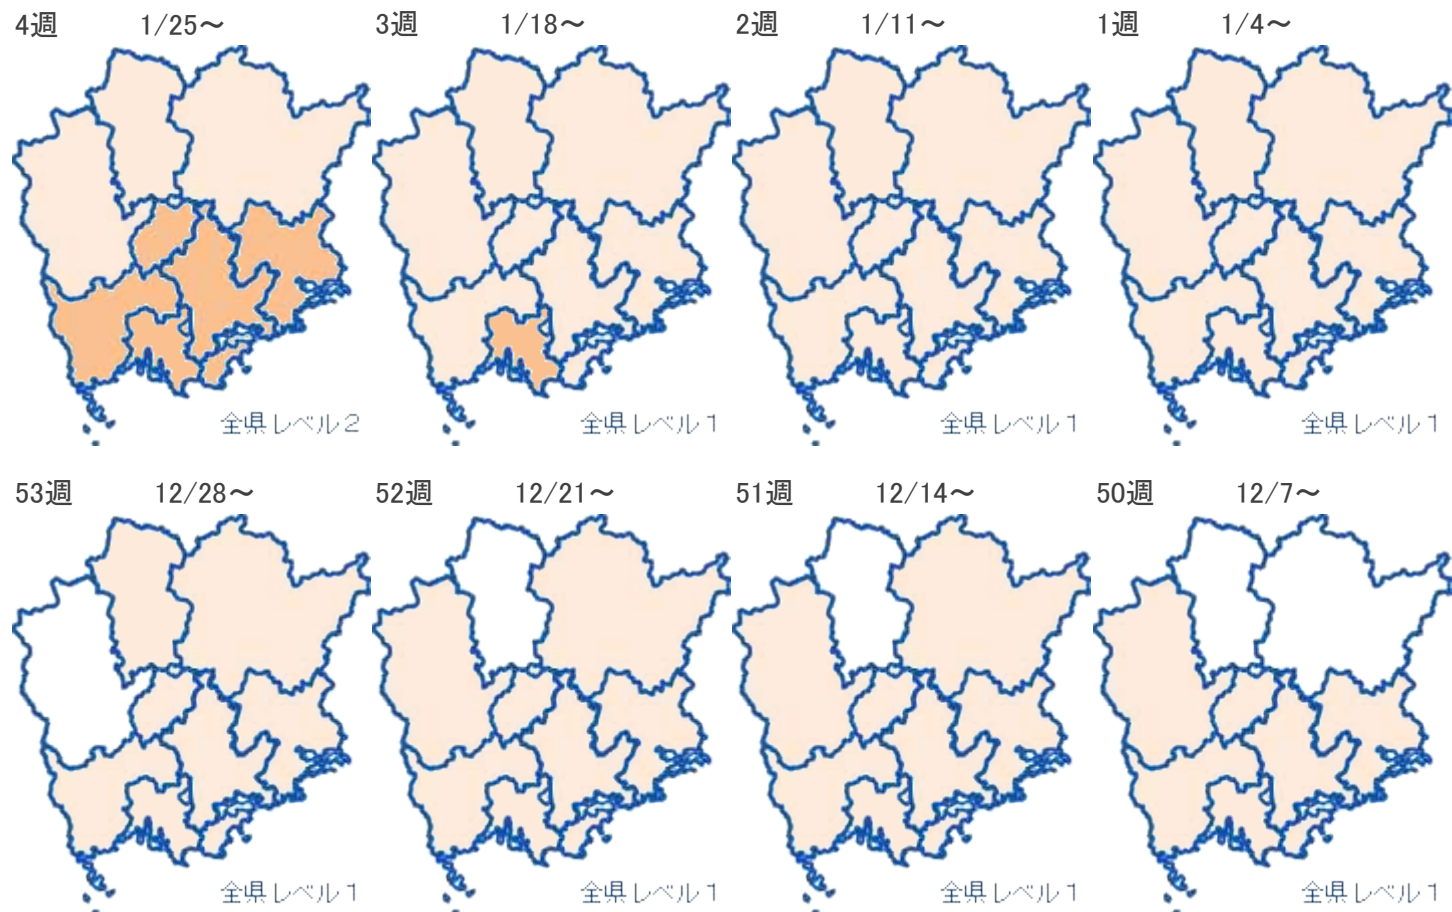 4週 1/25～ 3週 1/18～ 2週 1/11～ 1週 1/4～
全県レベル2 全県レベル1 全県レベル1 全県レベル1
53週 12/28～ 52週 12/21～ 51週 12/14～ 50週 12/7～
全県レベル1 全県レベル1 全県レベル1 全県レベル1